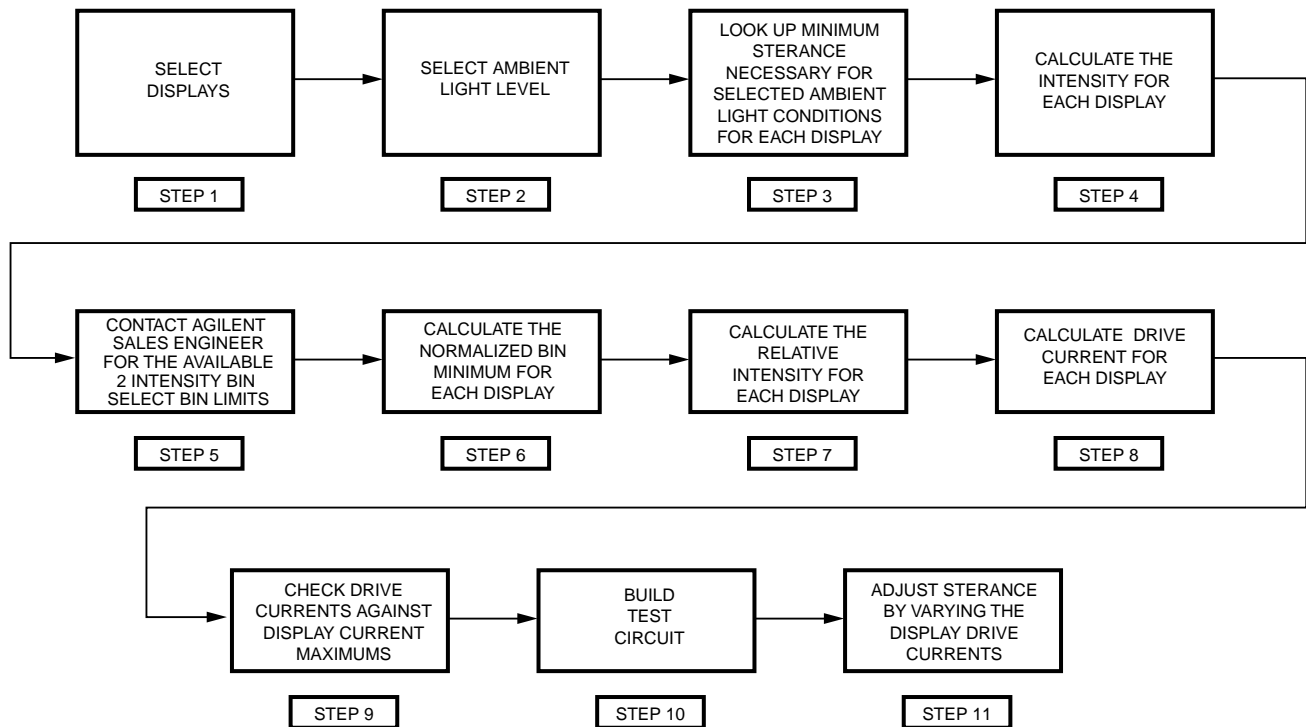 SELECT
DISPLAYS
STEP 1
SELECT AMBIENT
LIGHT LEVEL
STEP 2
LOOK UP MINIMUM
STERANCE
NECESSARY FOR
SELECTED AMBIENT
LIGHT CONDITIONS
FOR EACH DISPLAY
STEP 3
CALCULATE THE
INTENSITY FOR
EACH DISPLAY
STEP 4
CONTACT AGILENT
SALES ENGINEER
FOR THE AVAILABLE
2 INTENSITY BIN
SELECT BIN LIMITS
STEP 5
CALCULATE THE
NORMALIZED BIN
MINIMUM FOR
EACH DISPLAY
STEP 6
CALCULATE THE
RELATIVE
INTENSITY FOR
EACH DISPLAY
STEP 7
CALCULATE DRIVE
CURRENT FOR
EACH DISPLAY
STEP 8
CHECK DRIVE
CURRENTS AGAINST
DISPLAY CURRENT
MAXIMUMS
STEP 9
BUILD
TEST
CIRCUIT
STEP 10
ADJUST STERANCE
BY VARYING THE
DISPLAY DRIVE
CURRENTS
STEP 11